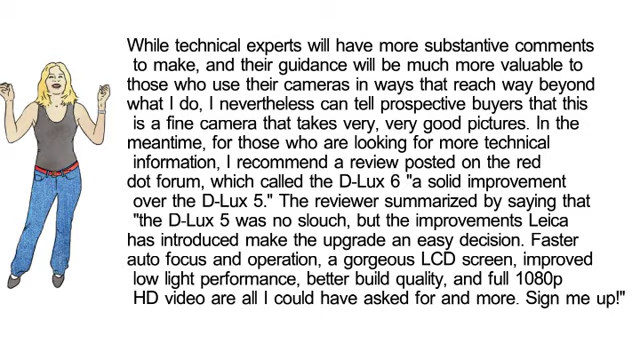 While technical experts will have more substantive comments
to make, and their guidance will be much more valuable to
those who use their cameras in ways that reach way beyond
what I do, I nevertheless can tell prospective buyers that this
is a fine camera that takes very, very good pictures. In the
meantime, for those who are looking for more technical
information, I recommend a review posted on the red
dot forum, which called the D-Lux 6 "a solid improvement
over the D-Lux 5." The reviewer summarized by saying that
"the D-Lux 5 was no slouch, but the improvements Leica
has introduced make the upgrade an easy decision. Faster
auto focus and operation, a gorgeous LCD screen, improved
low light performance, better build quality, and full 1080p
HD video are all I could have asked for and more. Sign me up!"